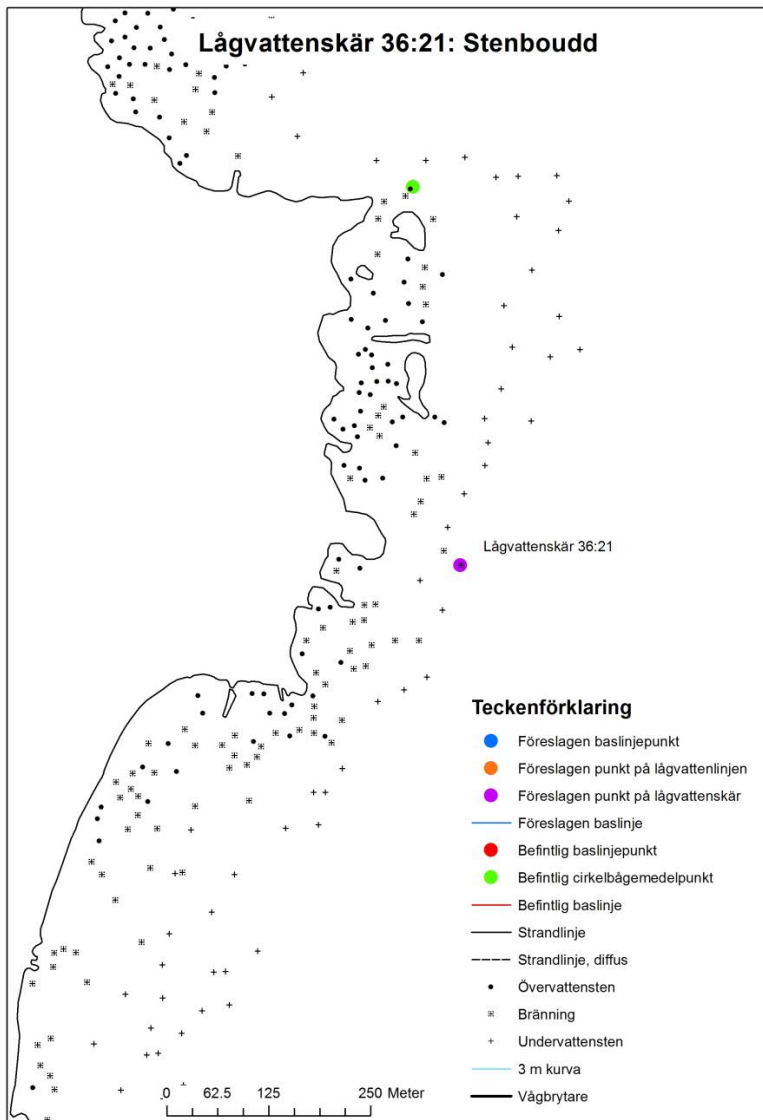 Lågvattenskär 36:21: Stenboudd
Lågvattenskär 36:21
Teckenförklaring
Föreslagen baslinjepunkt
Föreslagen punkt på lågvattenlinjen
Föreslagen punkt på lågvattenskär
Föreslagen baslinje
Befintlig baslinjepunkt
Befintlig cirkelbågemedelpunkt
Befintlig baslinje
Strandlinje
Strandlinje, diffus
Övervattensten
Bränning
Undervattensten
3 m kurva
Vågbrytare
0 62.5 125 250 Meter